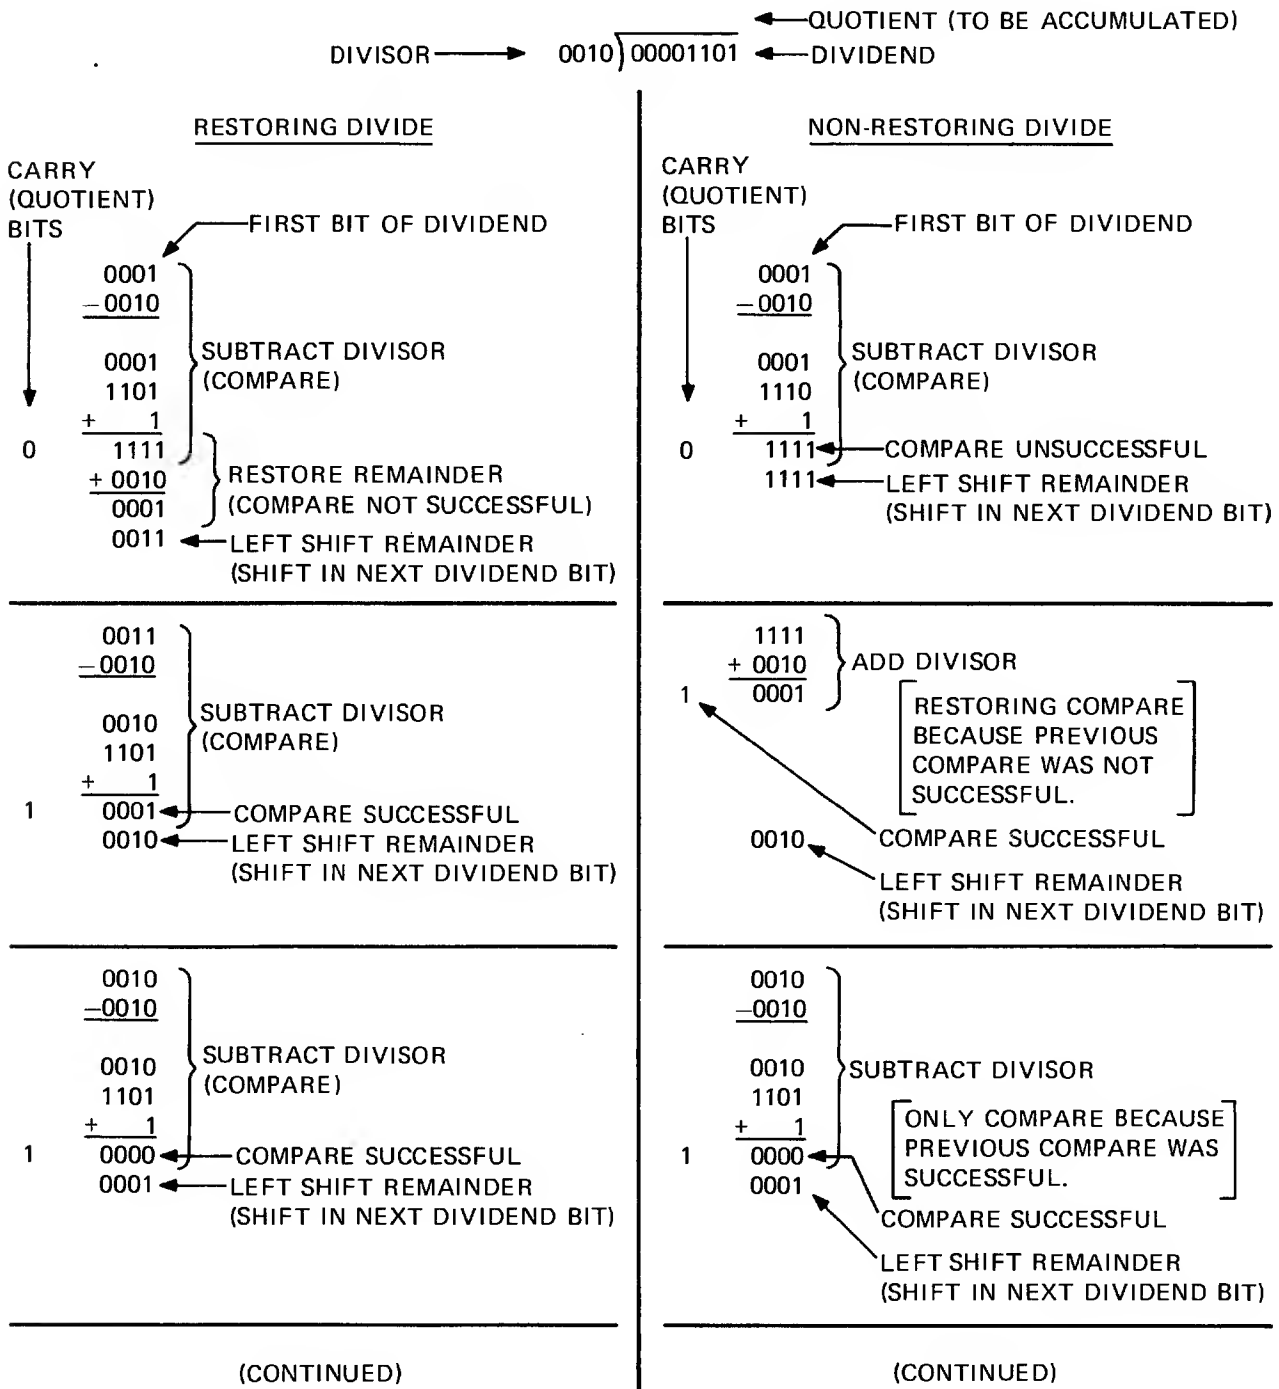 QUOTIENT (TO BE ACCUMULATED)
DIVISOR 0010 00001101 DIVIDEND
RESTORING DIVIDE
CARRY
(QUOTIENT)
BITS
FIRST BIT OF DIVIDEND
0001
−0010
0001
1101
+ 1
SUBTRACT DIVISOR
(COMPARE)
0 1111
+ 0010
0001
RESTORE REMAINDER
(COMPARE NOT SUCCESSFUL)
0011
LEFT SHIFT REMAINDER
(SHIFT IN NEXT DIVIDEND BIT)
0011
−0010
0010
1101
+ 1
SUBTRACT DIVISOR
(COMPARE)
1 0001 COMPARE SUCCESSFUL
0010 LEFT SHIFT REMAINDER
(SHIFT IN NEXT DIVIDEND BIT)
0010
−0010
0010
1101
+ 1
SUBTRACT DIVISOR
(COMPARE)
1 0000 COMPARE SUCCESSFUL
0001 LEFT SHIFT REMAINDER
(SHIFT IN NEXT DIVIDEND BIT)
(CONTINUED)
NON-RESTORING DIVIDE
CARRY
(QUOTIENT)
BITS
FIRST BIT OF DIVIDEND
0001
−0010
0001
1110
+ 1
SUBTRACT DIVISOR
(COMPARE)
0 1111 COMPARE UNSUCCESSFUL
1111 LEFT SHIFT REMAINDER
(SHIFT IN NEXT DIVIDEND BIT)
1111
+ 0010
ADD DIVISOR
1 0001
RESTORING COMPARE
BECAUSE PREVIOUS
COMPARE WAS NOT
SUCCESSFUL.
COMPARE SUCCESSFUL
0010
LEFT SHIFT REMAINDER
(SHIFT IN NEXT DIVIDEND BIT)
0010
−0010
0010
1101
+ 1
SUBTRACT DIVISOR
1 0000
0001
ONLY COMPARE BECAUSE
PREVIOUS COMPARE WAS
SUCCESSFUL.
COMPARE SUCCESSFUL
LEFT SHIFT REMAINDER
(SHIFT IN NEXT DIVIDEND BIT)
(CONTINUED)